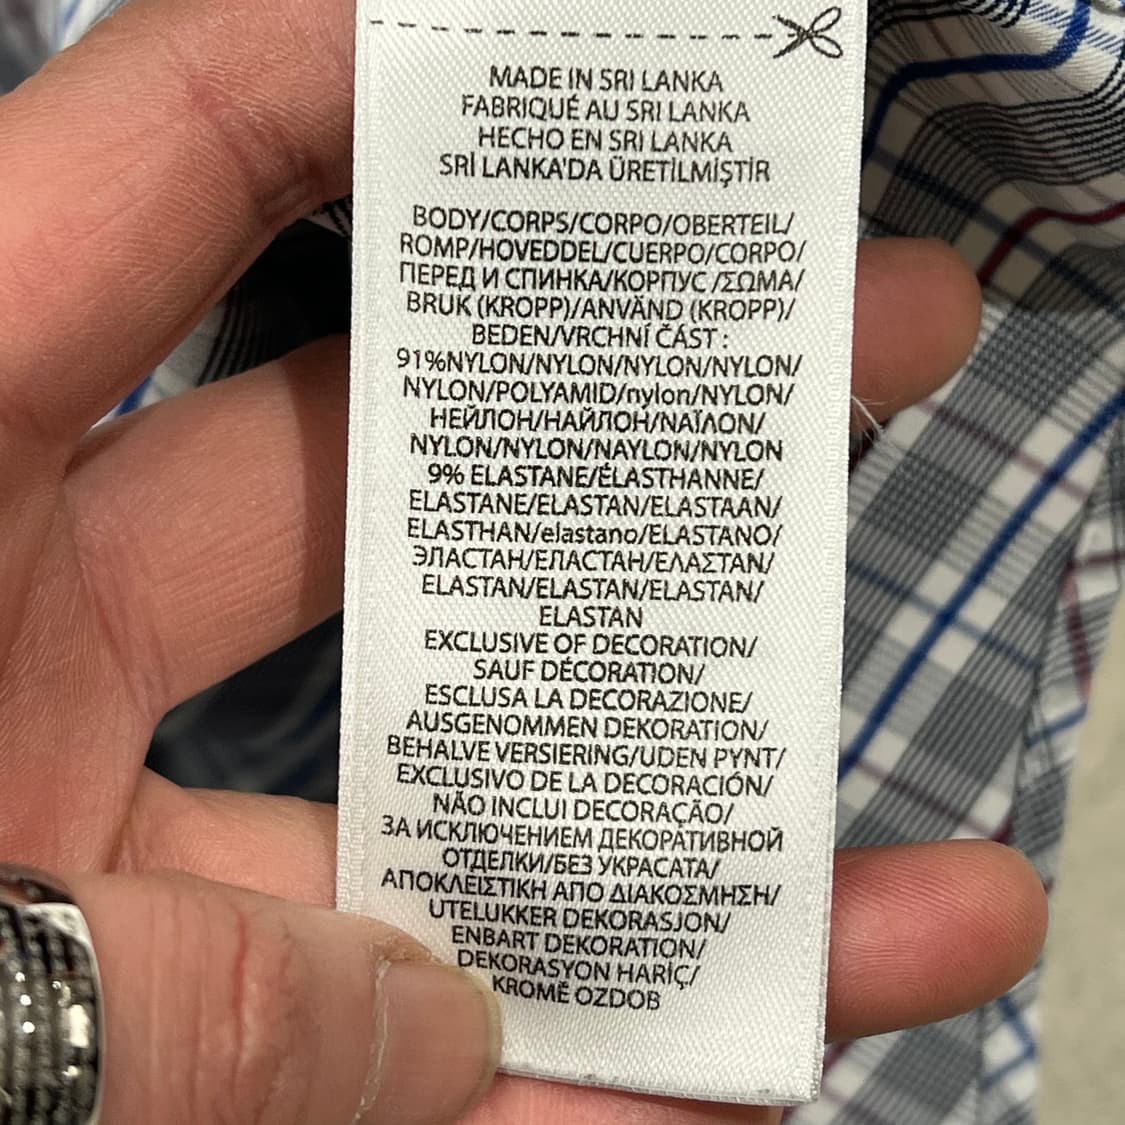 MADE IN SRI LANKA
FABRIQUÉ AU SRI LANKA
HECHO EN SRI LANKA
SRİ LANKA'DA ÜRETİLMİŞTİR
BODY/CORPS/CORPO/OBERTEIL/
ROMP/HOVEDDEL/CUERPO/CORPO/
ПЕРЕД И СПИНКА/КОРПУС /ΣΩΜΑ/
BRUK (KROPP)/ANVÄND (KROPP)/
BEDEN/VRCHNÍ ČÁST :
91%NYLON/NYLON/NYLON/NYLON/
NYLON/POLYAMID/nylon/NYLON/
НЕЙЛОН/НАЙЛОН/ΝΑΪΛΟΝ/
NYLON/NYLON/NAYLON/NYLON
9% ELASTANE/ÉLASTHANNE/
ELASTANE/ELASTAN/ELASTAAN/
ELASTHAN/elastano/ELASTANO/
ЭЛАСТАН/ЕЛАСТАН/ΕΛΑΣΤΑΝ/
ELASTAN/ELASTAN/ELASTAN/
ELASTAN
EXCLUSIVE OF DECORATION/
SAUF DÉCORATION/
ESCLUSA LA DECORAZIONE/
AUSGENOMMEN DEKORATION/
BEHALVE VERSIERING/UDEN PYNT/
EXCLUSIVO DE LA DECORACIÓN/
NÃO INCLUI DECORAÇÃO/
ЗА ИСКЛЮЧЕНИЕМ ДЕКОРАТИВНОЙ
ОТДЕЛКИ/БЕЗ УКРАСАТА/
ΑΠΟΚΛΕΙΣΤΙΚΗ ΑΠΟ ΔΙΑΚΟΣΜΗΣΗ/
UTELUKKER DEKORASJON/
ENBART DEKORATION/
DEKORASYON HARİÇ/
KROMĚ OZDOB